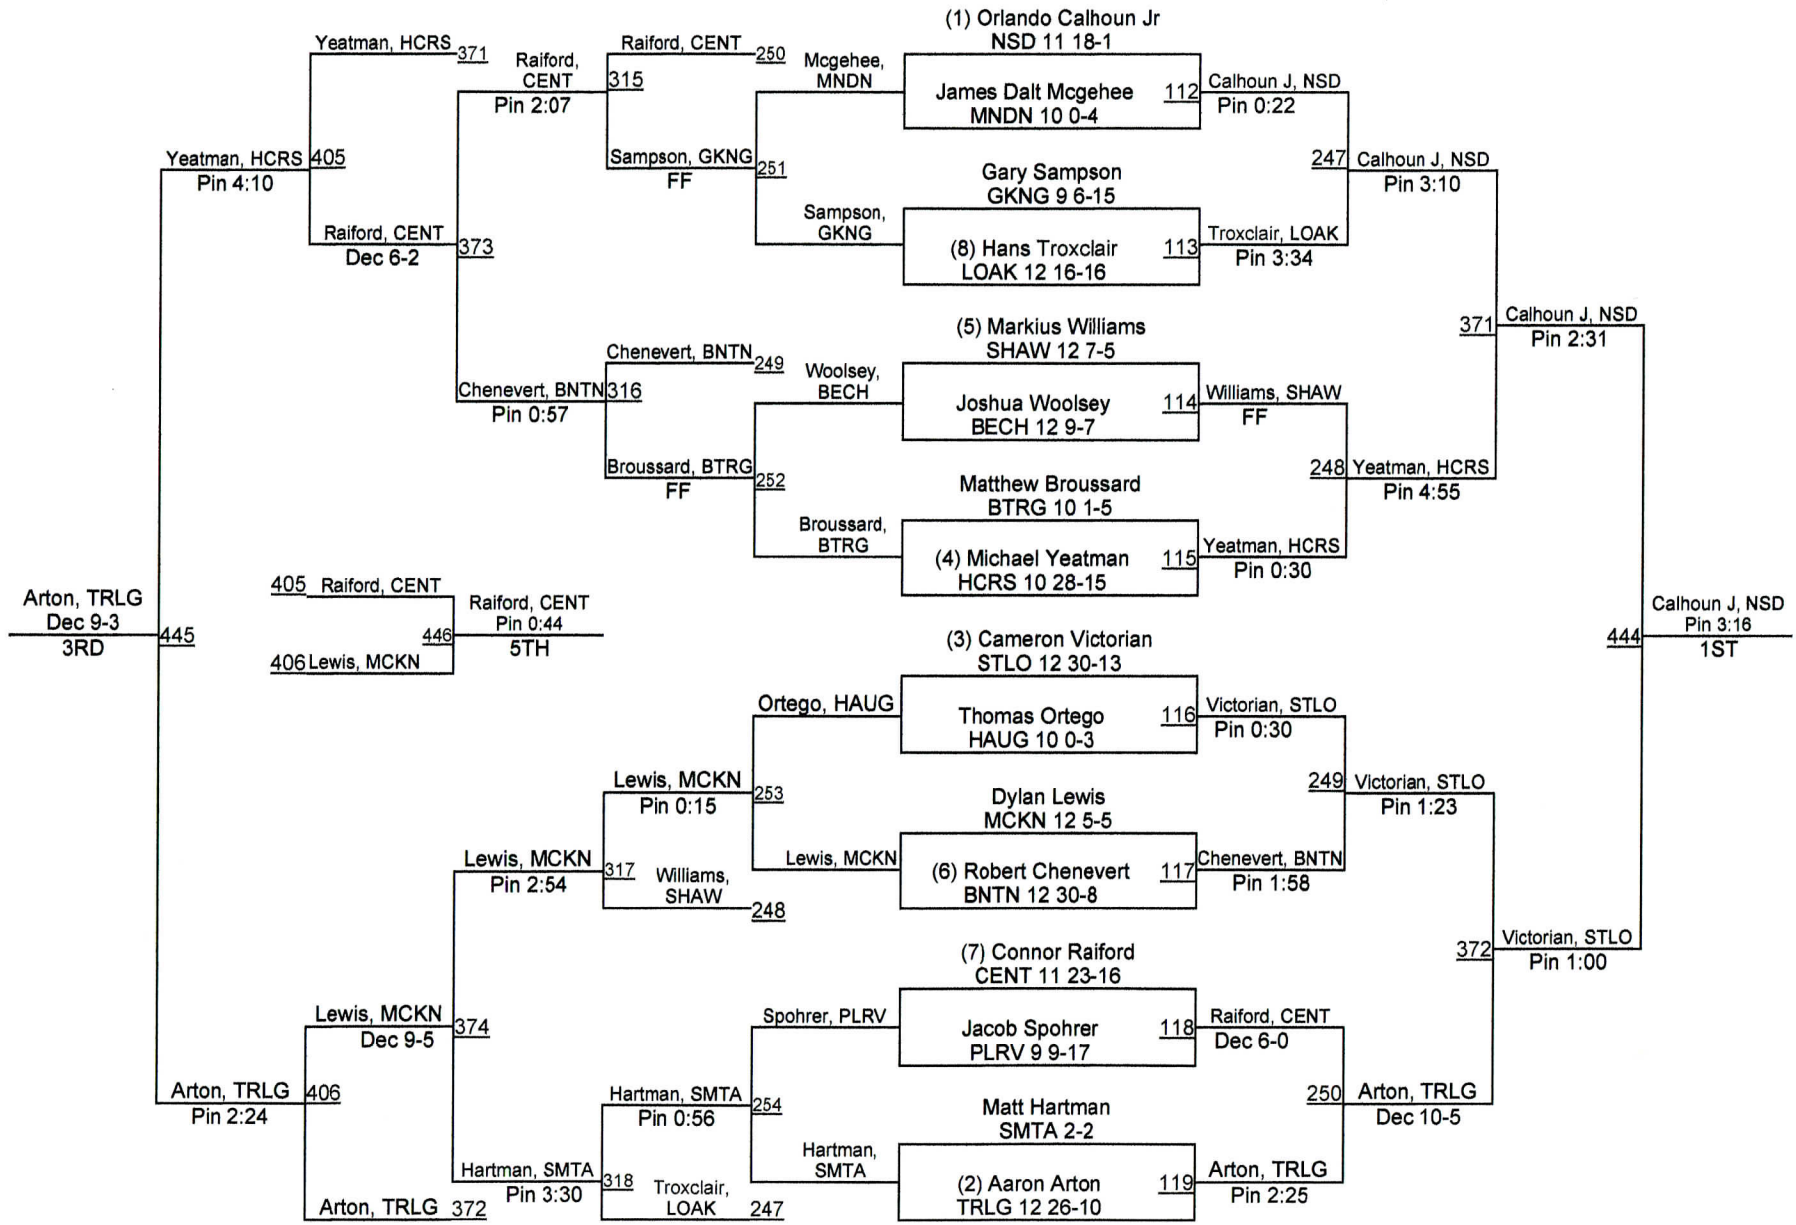 (1) Orlando Calhoun Jr
NSD 11 18-1
Yeatman, HCRS
371
Raiford, CENT
250
Raiford,
CENT
315
Pin 2:07
Mcgehee,
MNDN
James Dalt Mcgehee
MNDN 10 0-4
112
Calhoun J, NSD
Pin 0:22
Yeatman, HCRS
405
Pin 4:10
Sampson, GKNG
251
FF
Gary Sampson
GKNG 9 6-15
247
Calhoun J, NSD
Pin 3:10
Raiford, CENT
373
Dec 6-2
Sampson,
GKNG
(8) Hans Troxclair
LOAK 12 16-16
113
Troxclair, LOAK
Pin 3:34
(5) Markius Williams
SHAW 12 7-5
371
Calhoun J, NSD
Pin 2:31
Chenevert, BNTN
249
Chenevert, BNTN
316
Pin 0:57
Woolsey,
BECH
Joshua Woolsey
BECH 12 9-7
114
Williams, SHAW
FF
Broussard, BTRG
252
FF
Matthew Broussard
BTRG 10 1-5
248
Yeatman, HCRS
Pin 4:55
Broussard,
BTRG
(4) Michael Yeatman
HCRS 10 28-15
115
Yeatman, HCRS
Pin 0:30
Arton, TRLG
Dec 9-3
3RD
445
405
Raiford, CENT
446
406
Lewis, MCKN
Raiford, CENT
Pin 0:44
5TH
444
Calhoun J, NSD
Pin 3:16
1ST
(3) Cameron Victorian
STLO 12 30-13
Ortego, HAUG
Thomas Ortego
HAUG 10 0-3
116
Victorian, STLO
Pin 0:30
Lewis, MCKN
253
Pin 0:15
Dylan Lewis
MCKN 12 5-5
249
Victorian, STLO
Pin 1:23
Lewis, MCKN
317
Pin 2:54
Williams,
SHAW
248
Lewis, MCKN
(6) Robert Chenevert
BNTN 12 30-8
117
Chenevert, BNTN
Pin 1:58
(7) Connor Raiford
CENT 11 23-16
372
Victorian, STLO
Pin 1:00
Lewis, MCKN
374
Dec 9-5
Spohrer, PLRV
Jacob Spohrer
PLRV 9 9-17
118
Raiford, CENT
Dec 6-0
Arton, TRLG
406
Pin 2:24
Hartman, SMTA
254
Pin 0:56
Matt Hartman
SMTA 2-2
250
Arton, TRLG
Dec 10-5
Hartman, SMTA
318
Pin 3:30
Hartman,
SMTA
(2) Aaron Arton
TRLG 12 26-10
119
Arton, TRLG
Pin 2:25
Arton, TRLG
372
Troxclair,
LOAK
247